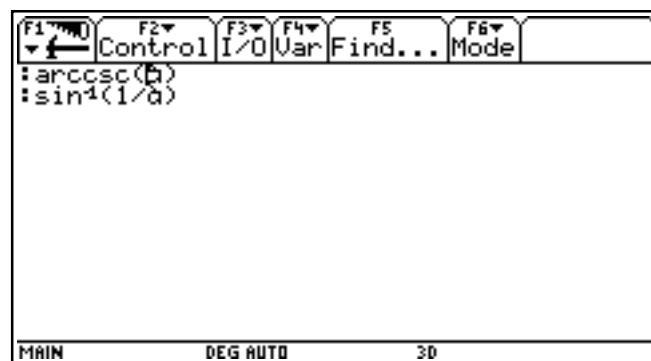 F1 F2 F3 F4 F5 F6
Control I/O Var Find... Mode
:arccsc(a)
:sin⁻¹(1/a)
MAIN DEG AUTO 3D